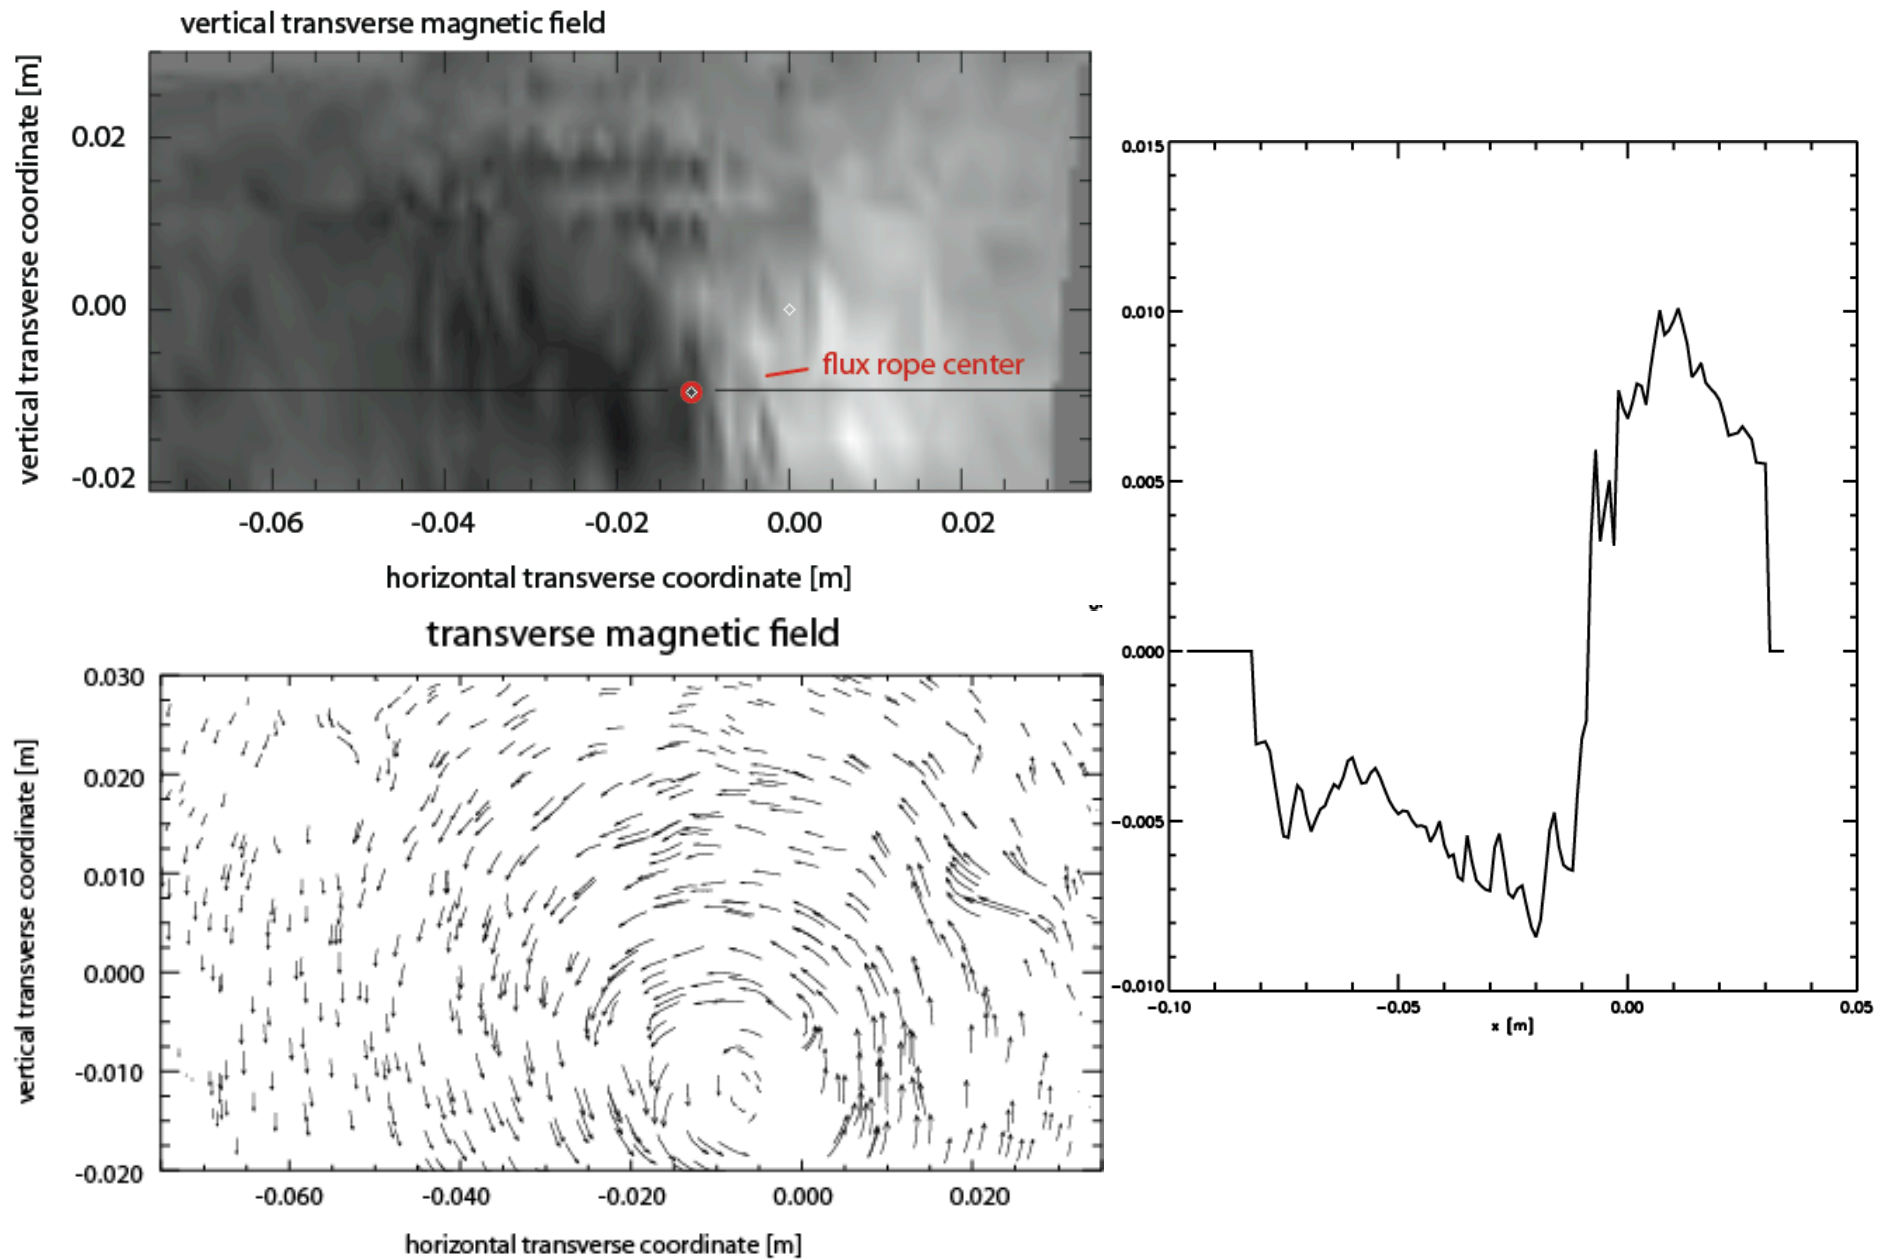 vertical transverse magnetic field
vertical transverse coordinate [m]
0.02
0.00
-0.02
flux rope center
-0.06 -0.04 -0.02 0.00 0.02
horizontal transverse coordinate [m]
transverse magnetic field
vertical transverse coordinate [m]
0.030
0.020
0.010
0.000
-0.010
-0.020
-0.060 -0.040 -0.020 0.000 0.020
horizontal transverse coordinate [m]
0.015
0.010
0.005
0.000
-0.005
-0.010
-0.10 -0.05 0.00 0.05
x [m]